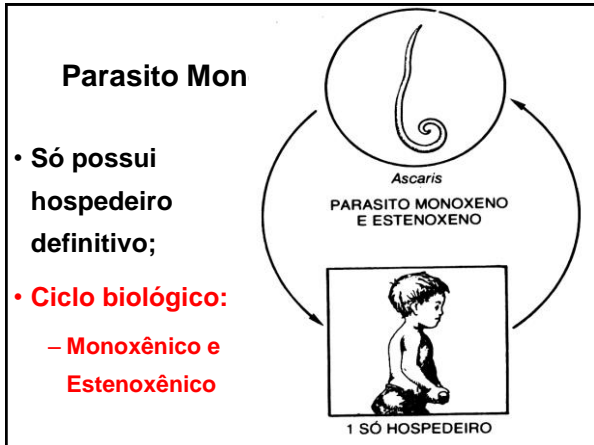 Parasito Mon
• Só possui
hospedeiro
definitivo;
• Ciclo biológico:
– Monoxênico e
Estenoxênico
Ascaris
PARASITO MONOXENO
E ESTENOXENO
1 SÓ HOSPEDEIRO